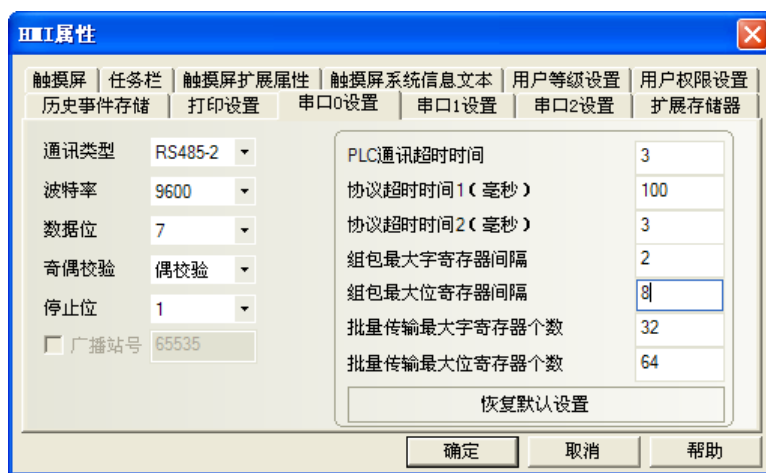 HMI属性
触摸屏 任务栏 触摸屏扩展属性 触摸屏系统信息文本 用户等级设置 用户权限设置
历史事件存储 打印设置 串口0设置 串口1设置 串口2设置 扩展存储器
通讯类型 RS485-2
波特率 9600
数据位 7
奇偶校验 偶校验
停止位 1
广播站号 65535
PLC通讯超时时间 3
协议超时时间1(毫秒) 100
协议超时时间2(毫秒) 3
组包最大字寄存器间隔 2
组包最大位寄存器间隔 8
批量传输最大字寄存器个数 32
批量传输最大位寄存器个数 64
恢复默认设置
确定 取消 帮助